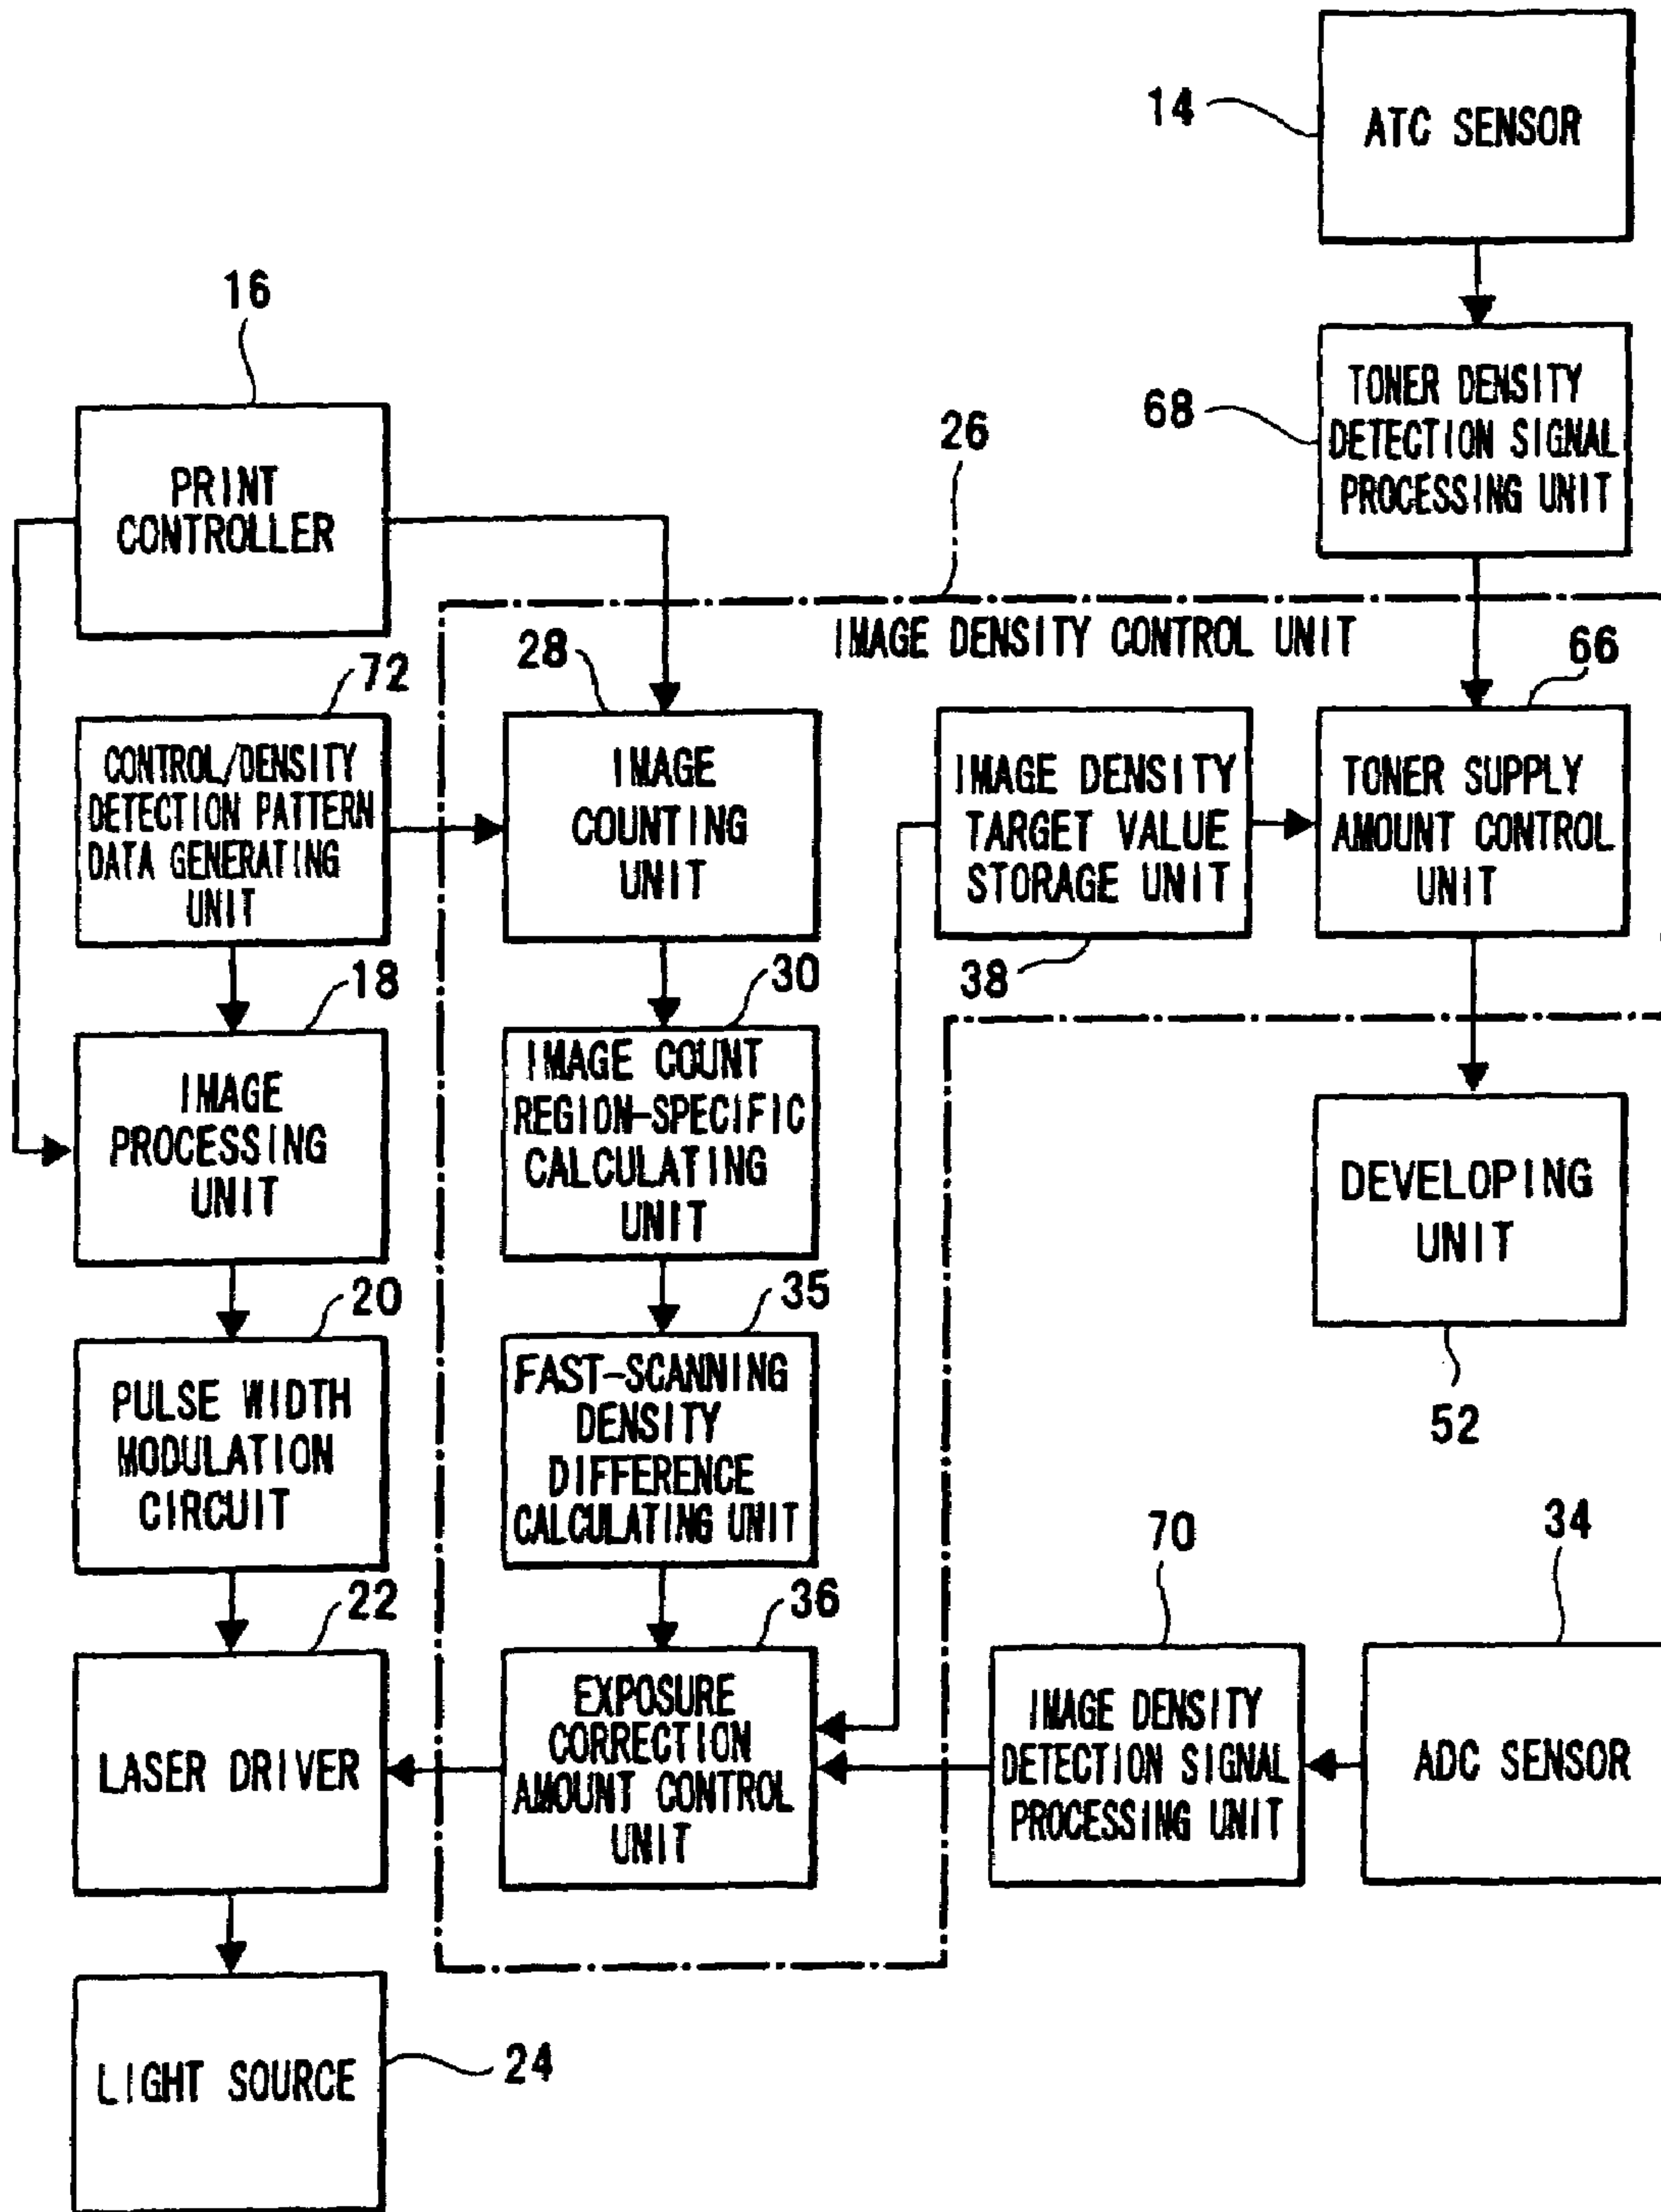 14
ATC SENSOR
16
68
TONER DENSITY
DETECTION SIGNAL
PROCESSING UNIT
26
PRINT
CONTROLLER
IMAGE DENSITY CONTROL UNIT
72
28
66
CONTROL/DENSITY
DETECTION PATTERN
DATA GENERATING
UNIT
IMAGE
COUNTING
UNIT
IMAGE DENSITY
TARGET VALUE
STORAGE UNIT
38
TONER SUPPLY
AMOUNT CONTROL
UNIT
18
30
IMAGE
PROCESSING
UNIT
IMAGE COUNT
REGION-SPECIFIC
CALCULATING
UNIT
DEVELOPING
UNIT
52
20
35
PULSE WIDTH
MODULATION
CIRCUIT
FAST-SCANNING
DENSITY
DIFFERENCE
CALCULATING UNIT
22
36
70
34
LASER DRIVER
EXPOSURE
CORRECTION
AMOUNT CONTROL
UNIT
IMAGE DENSITY
DETECTION SIGNAL
PROCESSING UNIT
ADC SENSOR
LIGHT SOURCE
24